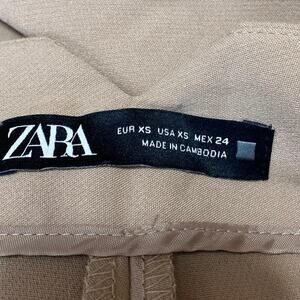 ZARA
EUR XS USA XS MEX 24
MADE IN CAMBODIA